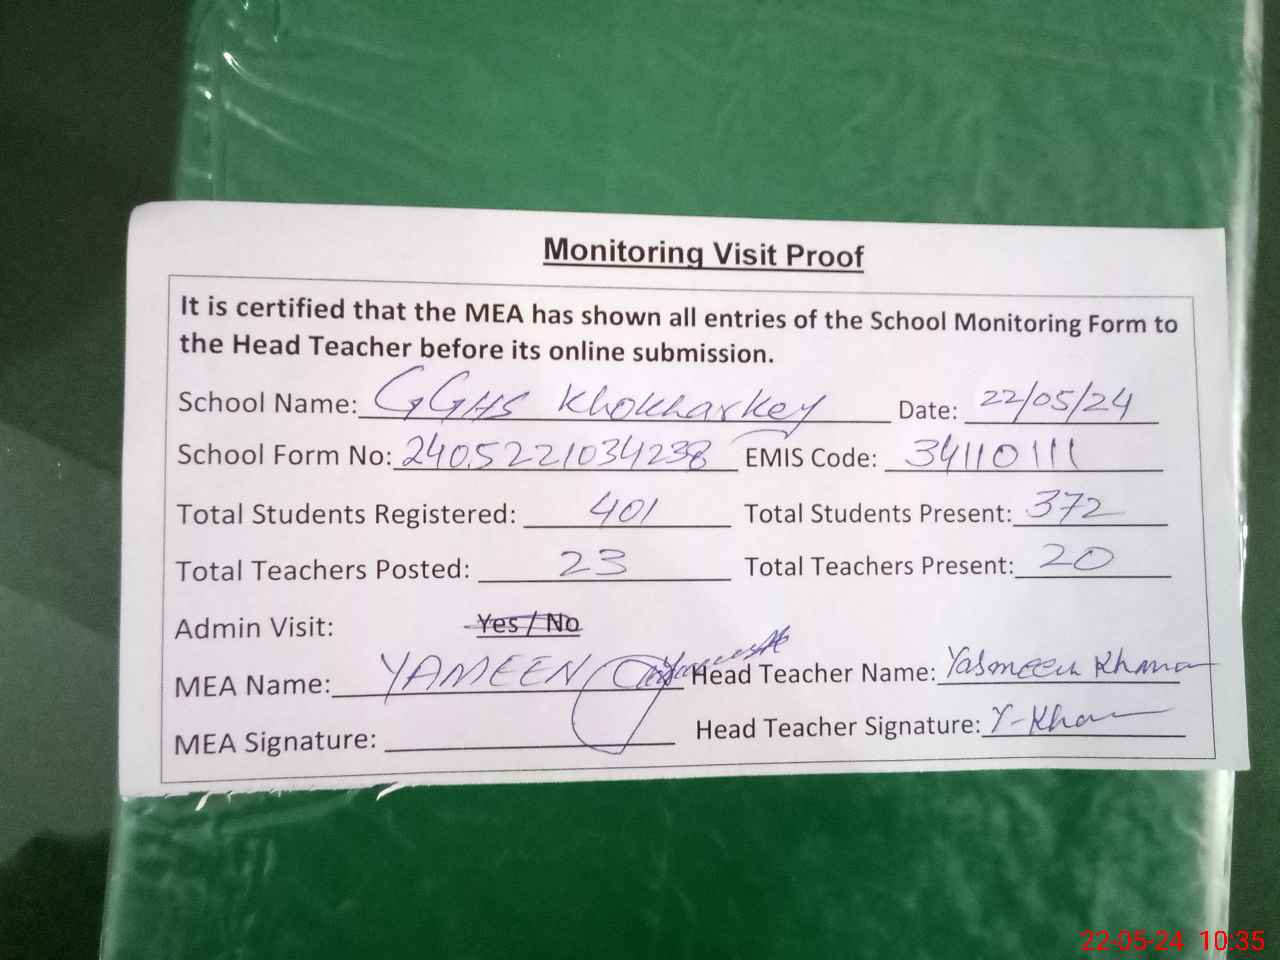 Monitoring Visit Proof
It is certified that the MEA has shown all entries of the School Monitoring Form to
the Head Teacher before its online submission.
School Name: GGHS Khokharkey Date: 22/05/24
School Form No: 2405221034238 EMIS Code: 34110111
Total Students Registered: 401 Total Students Present: 372
Total Teachers Posted: 23 Total Teachers Present: 20
Admin Visit: Yes / No
MEA Name: YAMEEN Head Teacher Name: Yasmeen Khan
MEA Signature: Head Teacher Signature: Y-Khan
22-05-24 10:35